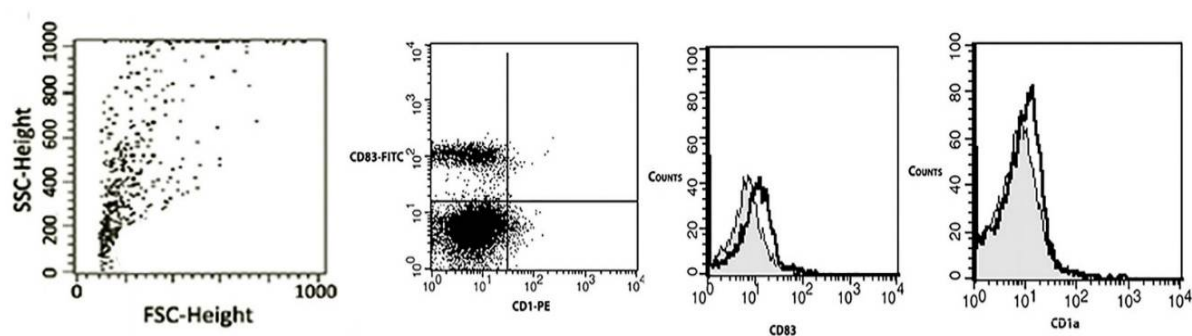 1000
800
600
400
200
0
SSC-Height
0 1000
FSC-Height
10⁴
10³
CD83-FITC 10²
10¹
10⁰
10⁰ 10¹ 10² 10³ 10⁴
CD1-PE
100
80
60
COUNTS
40
20
0
10⁰ 10¹ 10² 10³ 10⁴
CD83
100
80
60
COUNTS
40
20
0
10⁰ 10¹ 10² 10³ 10⁴
CD1a